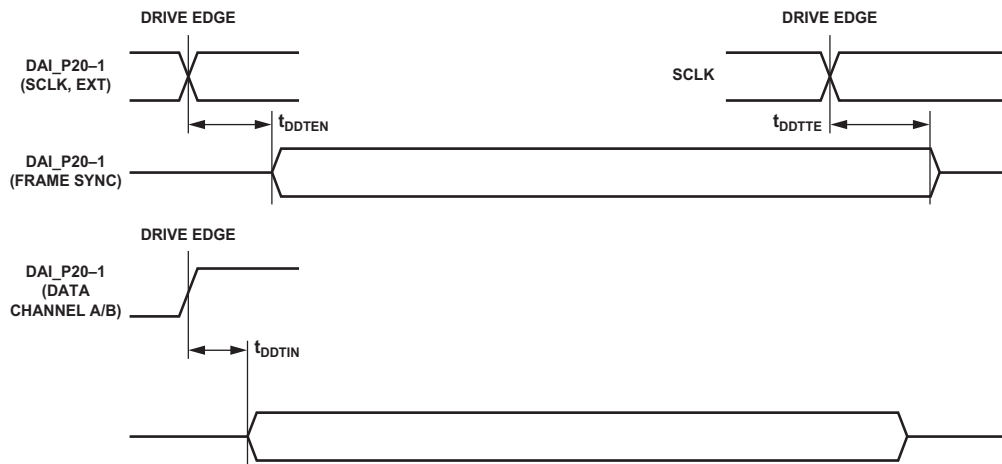 DRIVE EDGE
DRIVE EDGE
DAI_P20–1
(SCLK, EXT)
SCLK
tDDTEN
tDDTTE
DAI_P20–1
(FRAME SYNC)
DRIVE EDGE
DAI_P20–1
(DATA
CHANNEL A/B)
tDDTIN